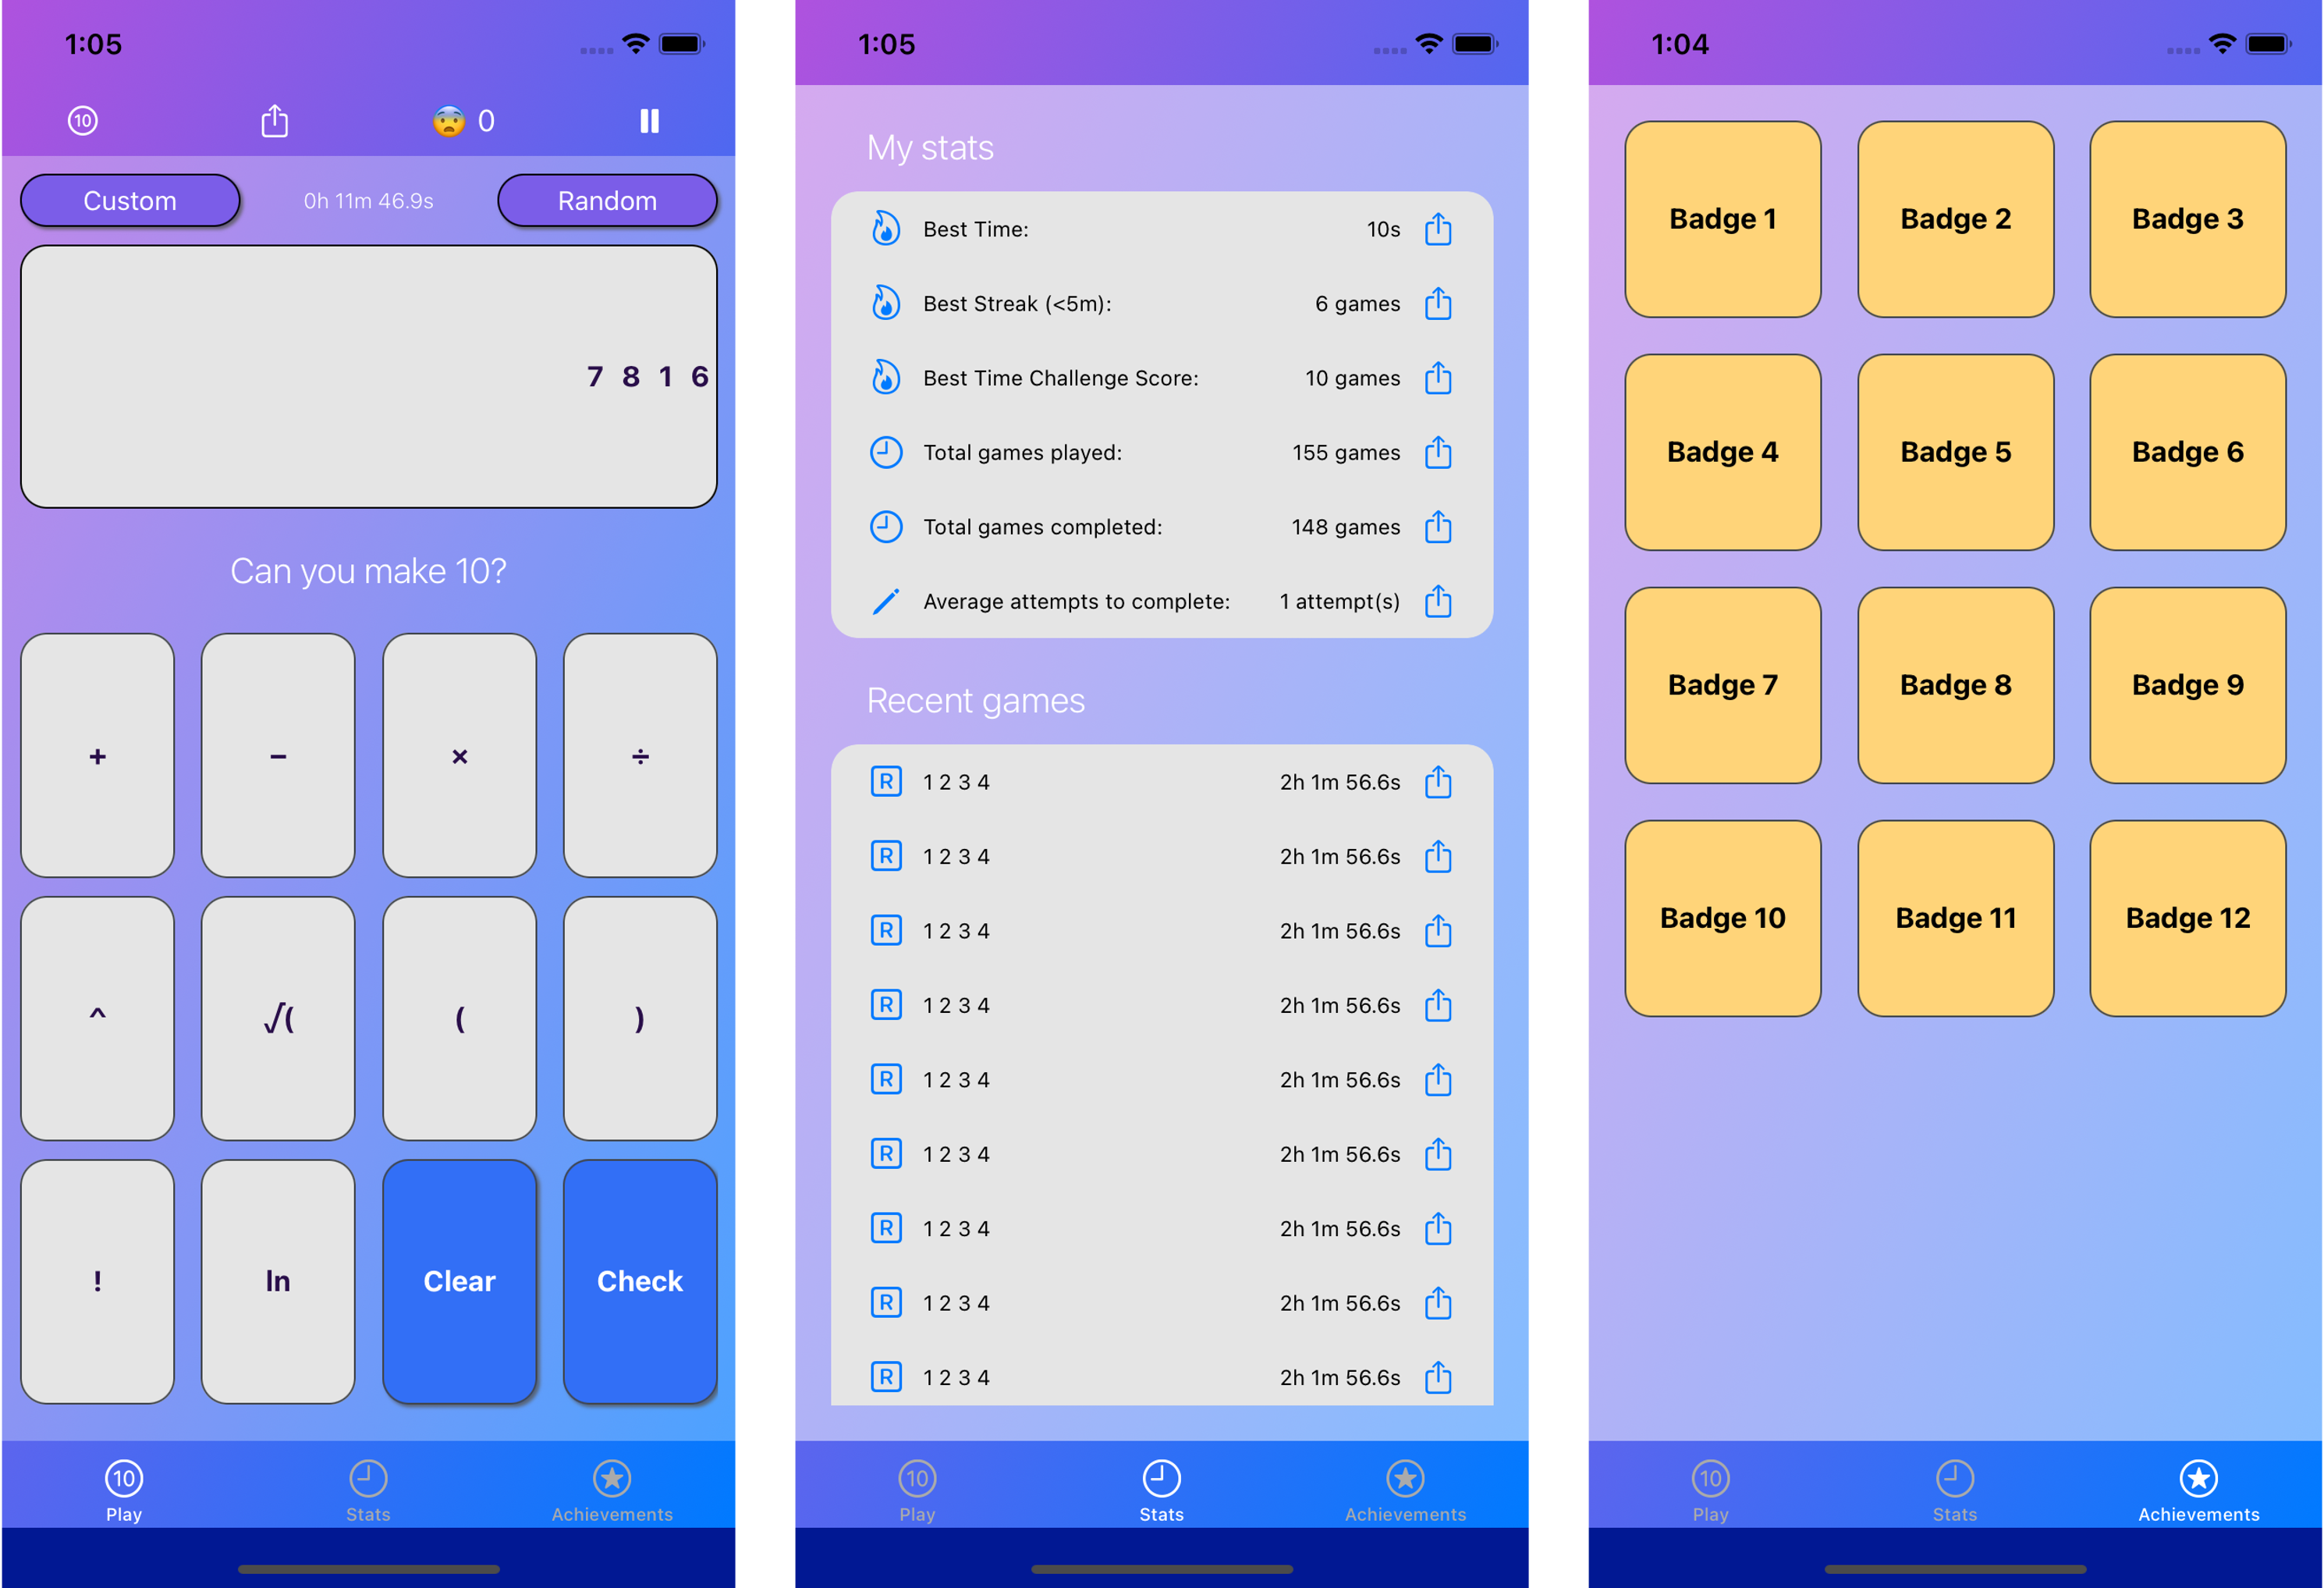 1:05
10
😨 0
Custom
0h 11m 46.9s
Random
7 8 1 6
Can you make 10?
+
−
×
÷
^
√(
(
)
!
ln
Clear
Check
10
Play
Stats
Achievements
1:05
My stats
Best Time: 10s
Best Streak (<5m): 6 games
Best Time Challenge Score: 10 games
Total games played: 155 games
Total games completed: 148 games
Average attempts to complete: 1 attempt(s)
Recent games
R 1 2 3 4 2h 1m 56.6s
R 1 2 3 4 2h 1m 56.6s
R 1 2 3 4 2h 1m 56.6s
R 1 2 3 4 2h 1m 56.6s
R 1 2 3 4 2h 1m 56.6s
R 1 2 3 4 2h 1m 56.6s
R 1 2 3 4 2h 1m 56.6s
R 1 2 3 4 2h 1m 56.6s
R 1 2 3 4 2h 1m 56.6s
10
Play
Stats
Achievements
1:04
Badge 1
Badge 2
Badge 3
Badge 4
Badge 5
Badge 6
Badge 7
Badge 8
Badge 9
Badge 10
Badge 11
Badge 12
10
Play
Stats
Achievements